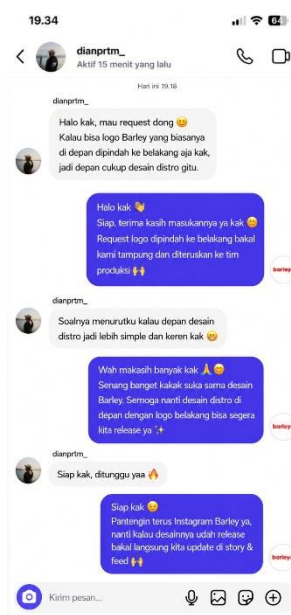 19.34
64
dianprtm_
Aktif 15 menit yang lalu
Hari ini 19.18
dianprtm_
Halo kak, mau request dong 😊
Kalau bisa logo Barley yang biasanya
di depan dipindah ke belakang aja kak,
jadi depan cukup desain distro gitu.
Halo kak 👋
Siap, terima kasih masukannya ya kak 😊
Request logo dipindah ke belakang bakal
kami tampung dan diteruskan ke tim
produksi 🙌
barley
dianprtm_
Soalnya menurutku kalau depan desain
distro jadi lebih simple dan keren kak 😁
Wah makasih banyak kak 🙏😊
Senang banget kakak suka sama desain
Barley. Semoga nanti desain distro di
depan dengan logo belakang bisa segera
kita release ya ✨
barley
dianprtm_
Siap kak, ditunggu yaa 🔥
Siap kak 😉
Pantengin terus Instagram Barley ya,
nanti kalau desainnya udah release
bakal langsung kita update di story &
feed 🙌
barley
Kirim pesan...